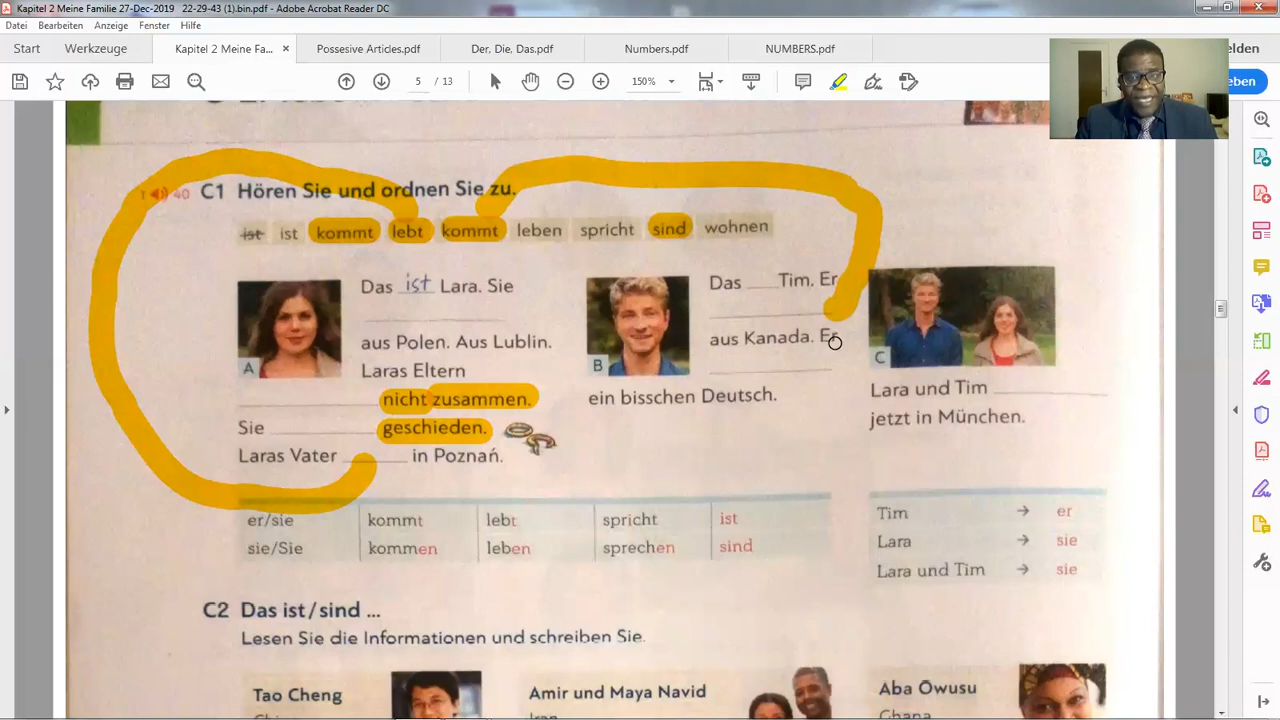 Kapitel 2 Meine Familie 27-Dec-2019 22-29-43 (1).bin.pdf - Adobe Acrobat Reader DC
Datei Bearbeiten Anzeige Fenster Hilfe
Start Werkzeuge Kapitel 2 Meine Fa... × Possesive Articles.pdf Der, Die. Das.pdf Numbers.pdf NUMBERS.pdf elden
5 / 13 150% eben
40 C1 Hören Sie und ordnen Sie zu.
ist ist kommt lebt kommt leben spricht sind wohnen
A
Das ist Lara. Sie
aus Polen. Aus Lublin.
Laras Eltern
nicht zusammen.
Sie geschieden.
Laras Vater in Poznań.
B
Das Tim. Er
aus Kanada. Er
ein bisschen Deutsch.
C
Lara und Tim
jetzt in München.
er/sie kommt lebt spricht ist
sie/Sie kommen leben sprechen sind
Tim → er
Lara → sie
Lara und Tim → sie
C2 Das ist/sind ...
Lesen Sie die Informationen und schreiben Sie.
Tao Cheng
Amir und Maya Navid
Iran
Aba Owusu
Ghana